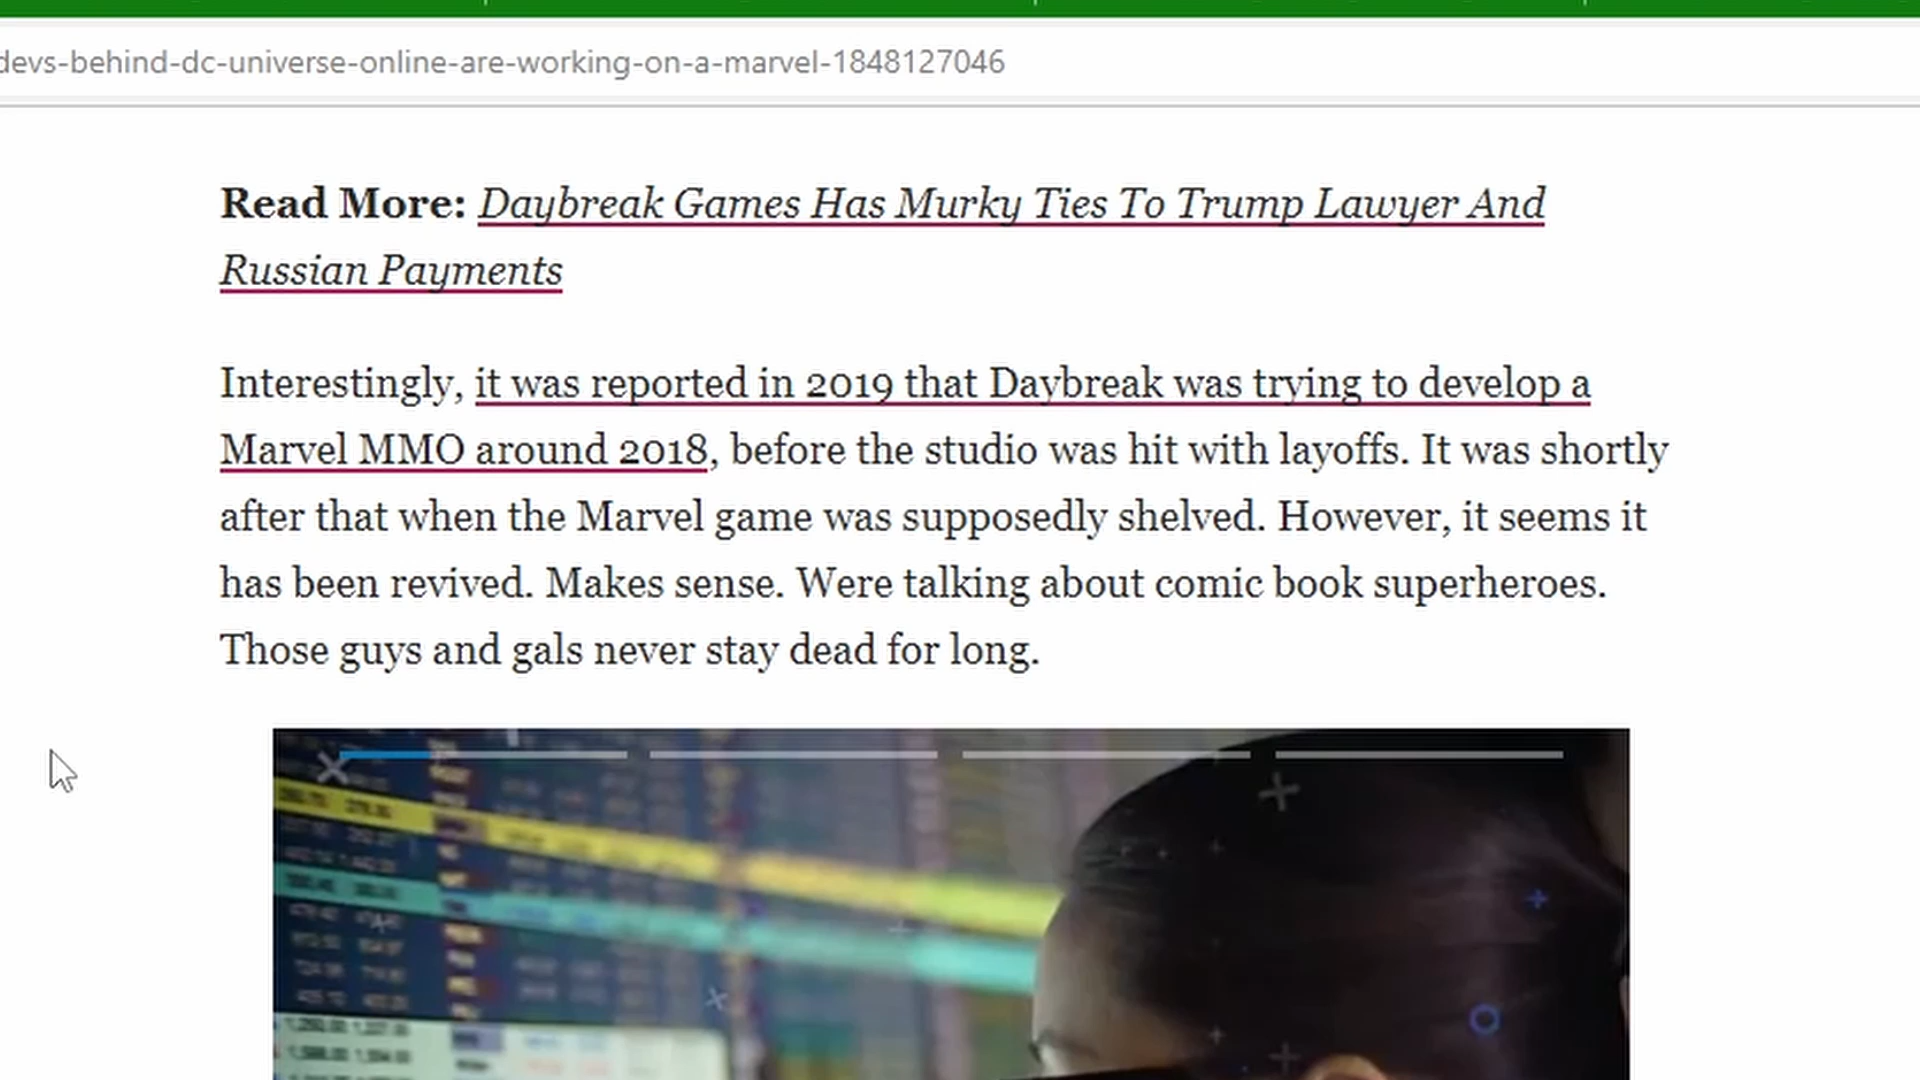 devs-behind-dc-universe-online-are-working-on-a-marvel-1848127046
Read More: Daybreak Games Has Murky Ties To Trump Lawyer And
Russian Payments
Interestingly, it was reported in 2019 that Daybreak was trying to develop a
Marvel MMO around 2018, before the studio was hit with layoffs. It was shortly
after that when the Marvel game was supposedly shelved. However, it seems it
has been revived. Makes sense. Were talking about comic book superheroes.
Those guys and gals never stay dead for long.